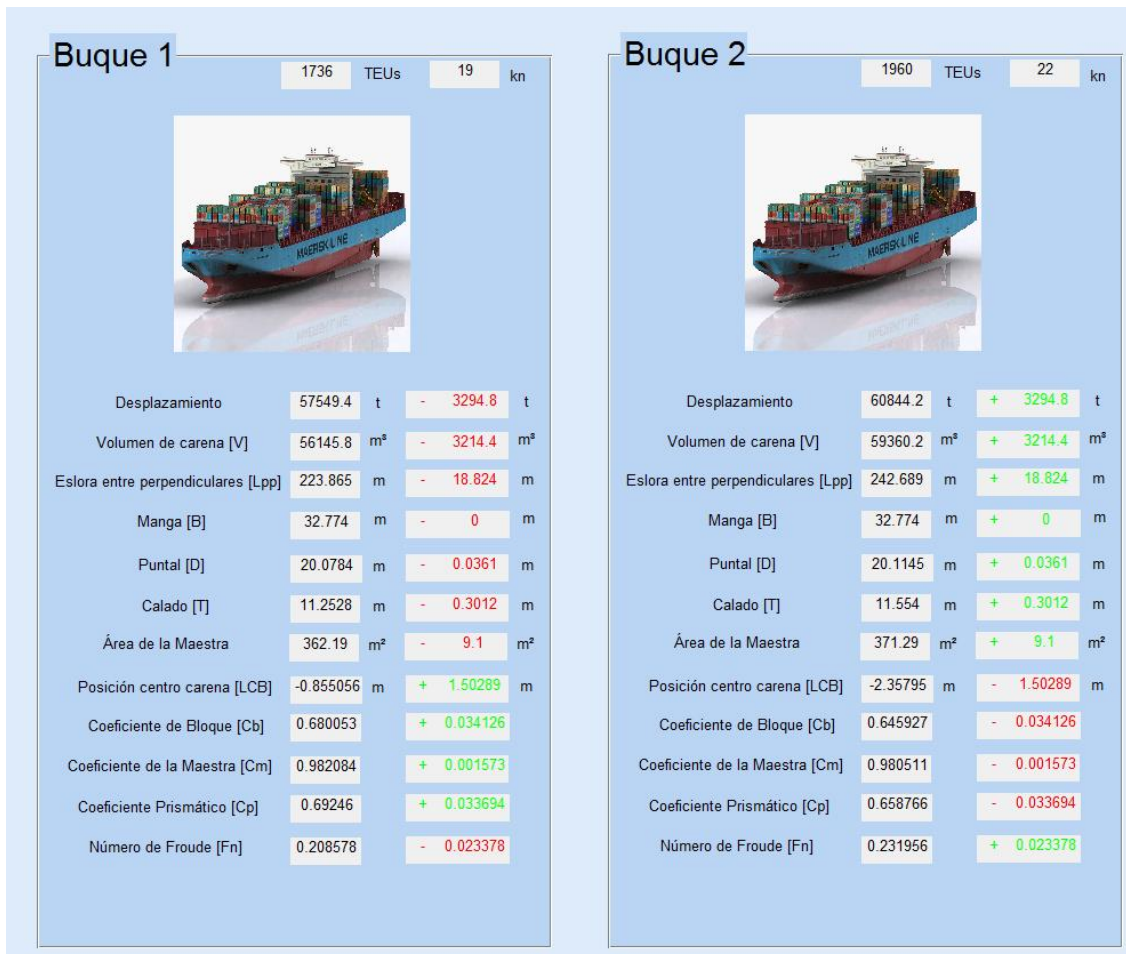 Buque 1
1736 TEUs 19 kn
MAERSK LINE
Desplazamiento 57549.4 t - 3294.8 t
Volumen de carena [V] 56145.8 m³ - 3214.4 m³
Eslora entre perpendiculares [Lpp] 223.865 m - 18.824 m
Manga [B] 32.774 m - 0 m
Puntal [D] 20.0784 m - 0.0361 m
Calado [T] 11.2528 m - 0.3012 m
Área de la Maestra 362.19 m² - 9.1 m²
Posición centro carena [LCB] -0.855056 m + 1.50289 m
Coeficiente de Bloque [Cb] 0.680053 + 0.034126
Coeficiente de la Maestra [Cm] 0.982084 + 0.001573
Coeficiente Prismático [Cp] 0.69246 + 0.033694
Número de Froude [Fn] 0.208578 - 0.023378
Buque 2
1960 TEUs 22 kn
MAERSK LINE
Desplazamiento 60844.2 t + 3294.8 t
Volumen de carena [V] 59360.2 m³ + 3214.4 m³
Eslora entre perpendiculares [Lpp] 242.689 m + 18.824 m
Manga [B] 32.774 m + 0 m
Puntal [D] 20.1145 m + 0.0361 m
Calado [T] 11.554 m + 0.3012 m
Área de la Maestra 371.29 m² + 9.1 m²
Posición centro carena [LCB] -2.35795 m - 1.50289 m
Coeficiente de Bloque [Cb] 0.645927 - 0.034126
Coeficiente de la Maestra [Cm] 0.980511 - 0.001573
Coeficiente Prismático [Cp] 0.658766 - 0.033694
Número de Froude [Fn] 0.231956 + 0.023378